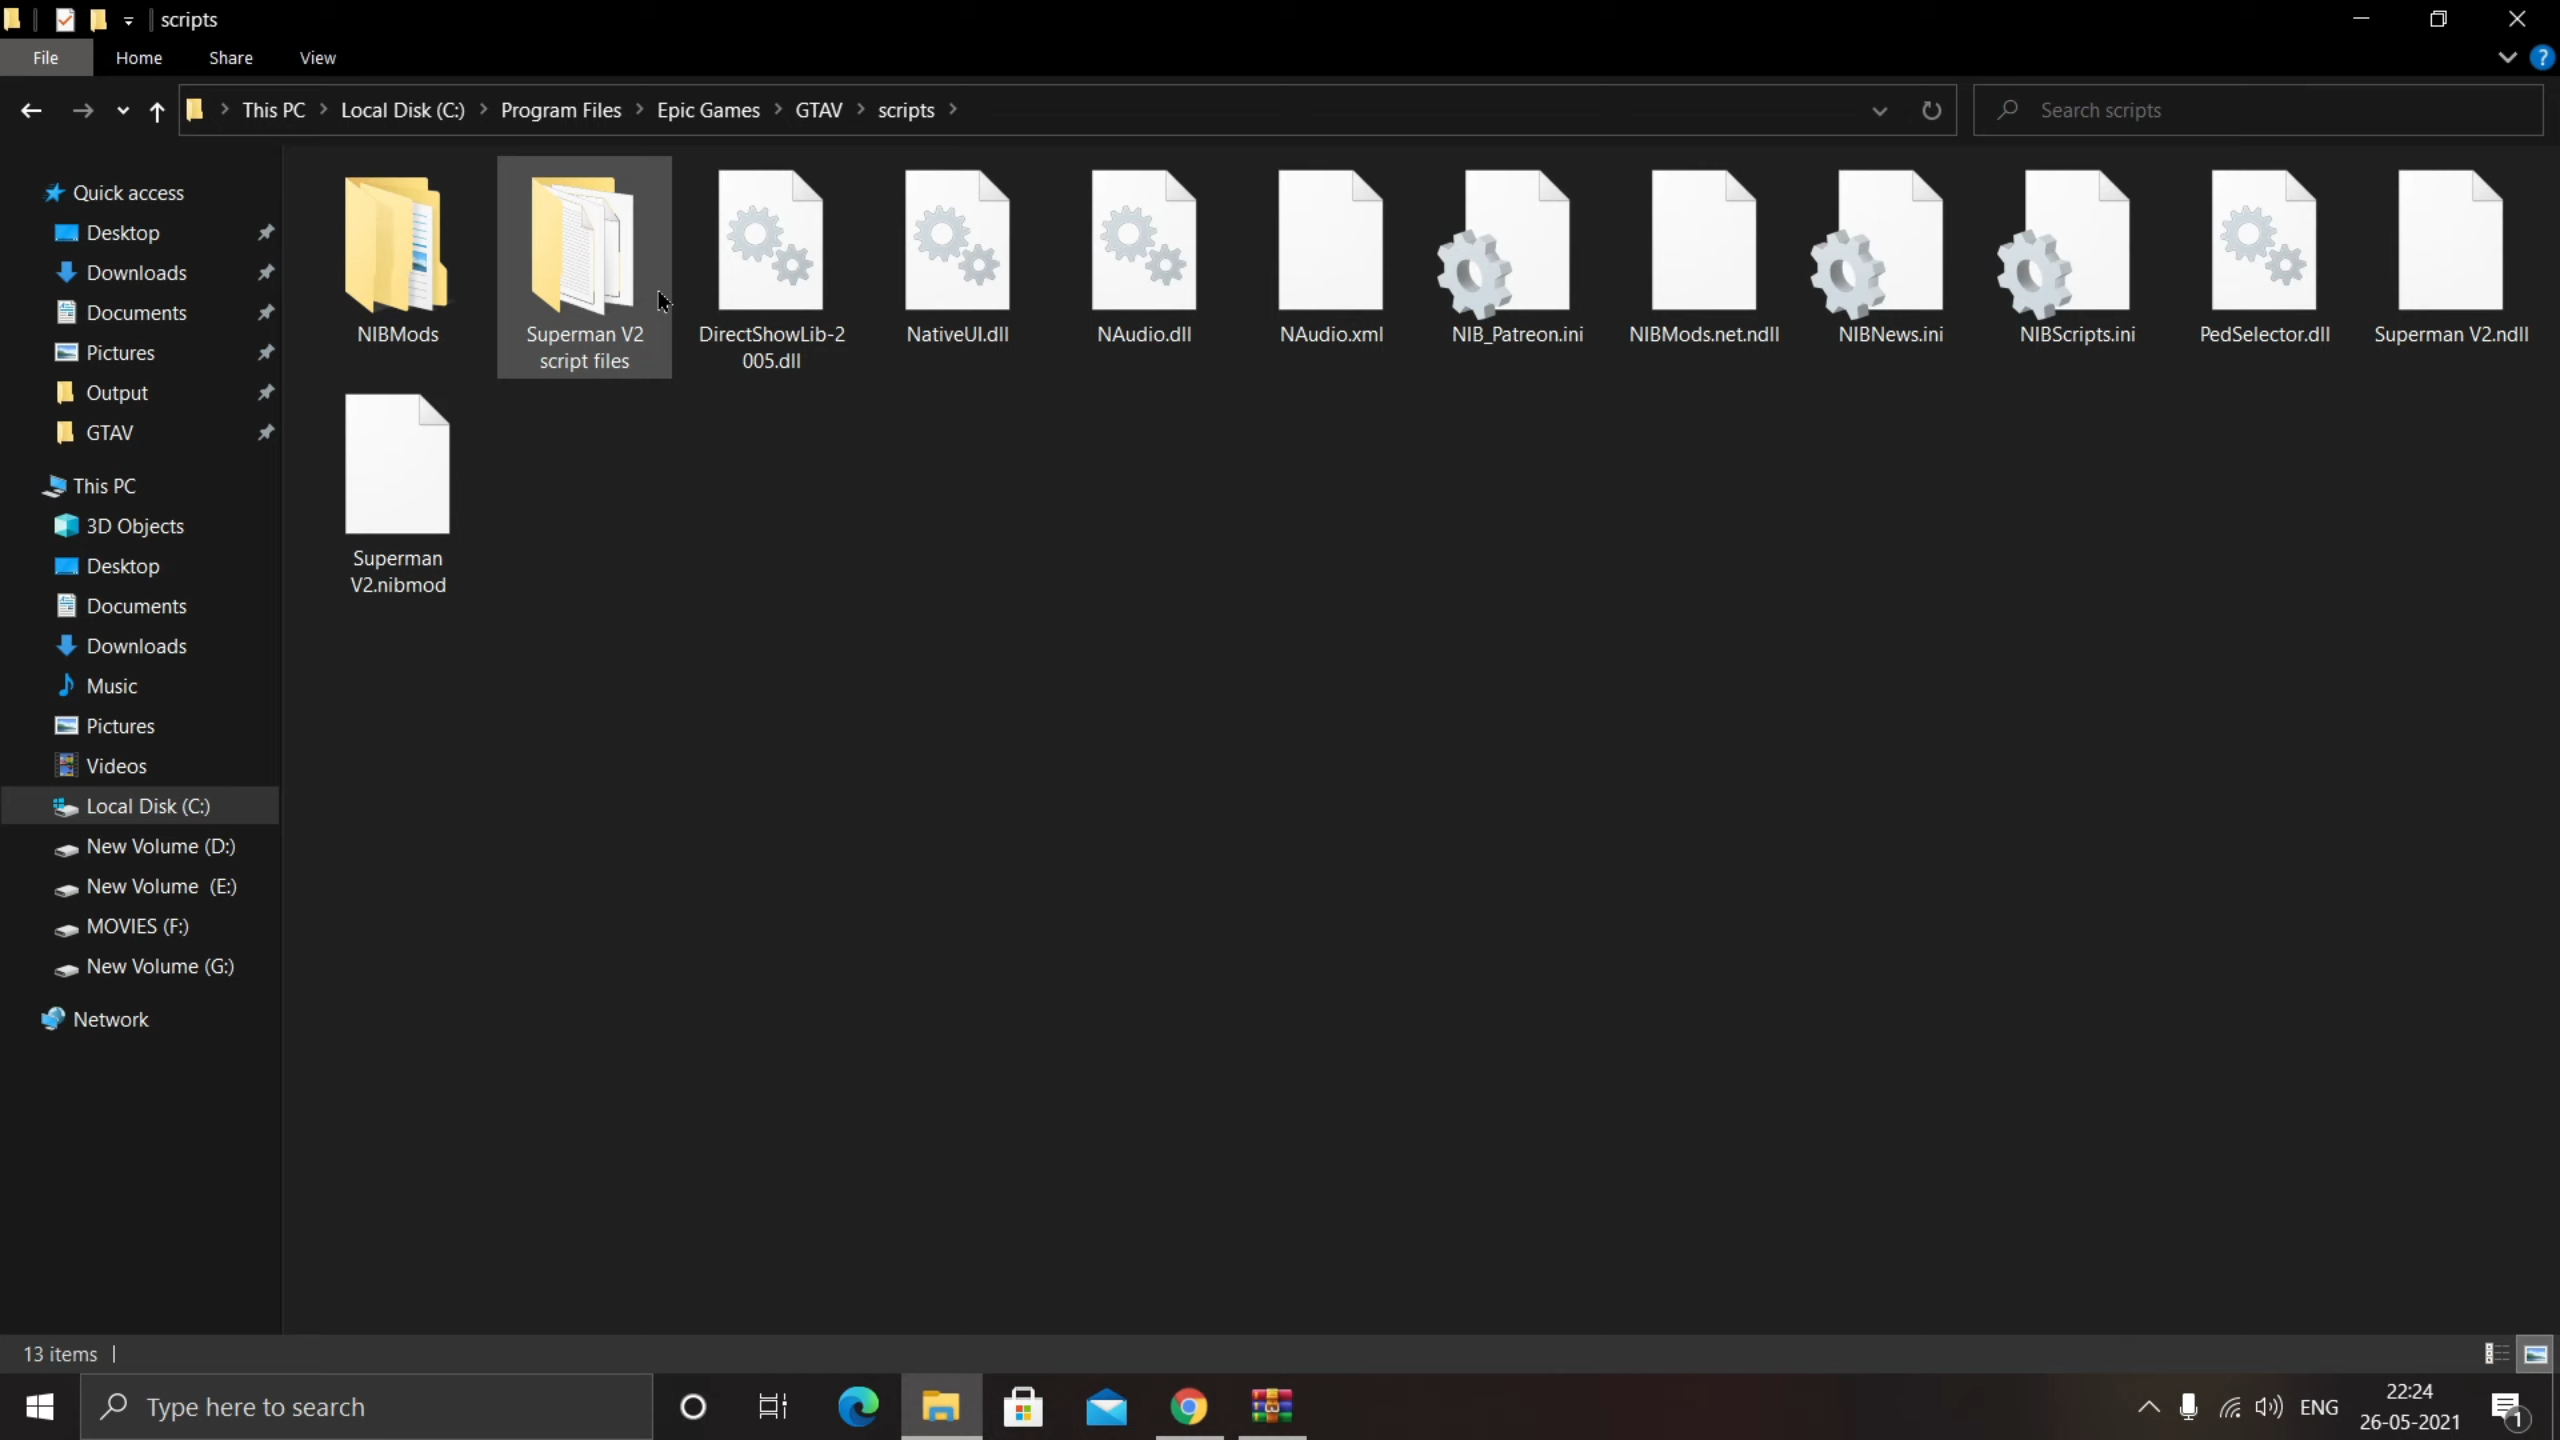 scripts
File Home Share View
This PC Local Disk (C:) Program Files Epic Games GTAV scripts
Search scripts
Quick access
Desktop
Downloads
Documents
Pictures
Output
GTAV
This PC
3D Objects
Desktop
Documents
Downloads
Music
Pictures
Videos
Local Disk (C:)
New Volume (D:)
New Volume (E:)
MOVIES (F:)
New Volume (G:)
Network
NIBMods
Superman V2
script files
DirectShowLib-2
005.dll
NativeUI.dll
NAudio.dll
NAudio.xml
NIB_Patreon.ini
NIBMods.net.ndll
NIBNews.ini
NIBScripts.ini
PedSelector.dll
Superman V2.ndll
Superman
V2.nibmod
13 items
Type here to search
ENG
22:24
26-05-2021
1